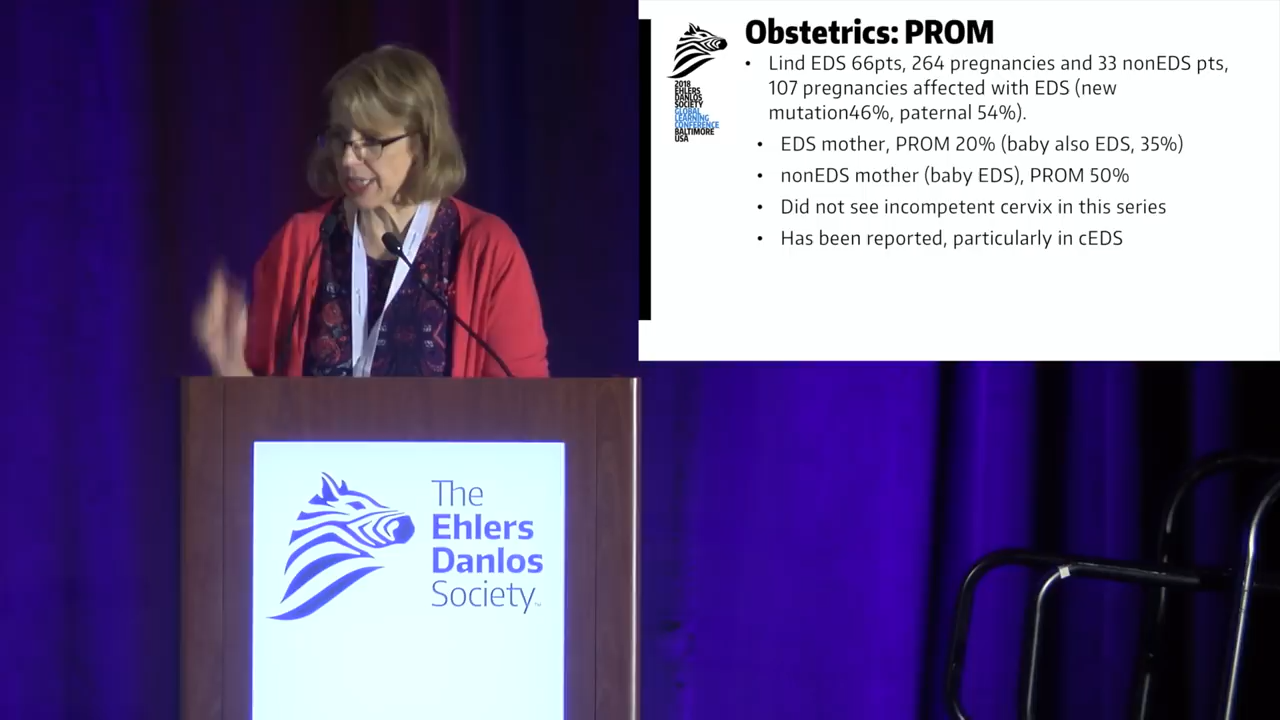 Obstetrics: PROM
• Lind EDS 66pts, 264 pregnancies and 33 nonEDS pts,
107 pregnancies affected with EDS (new
mutation46%, paternal 54%).
• EDS mother, PROM 20% (baby also EDS, 35%)
• nonEDS mother (baby EDS), PROM 50%
• Did not see incompetent cervix in this series
• Has been reported, particularly in cEDS
2018
EHLERS
DANLOS
SOCIETY
GLOBAL
LEARNING
CONFERENCE
BALTIMORE
USA
The
Ehlers
Danlos
Society™